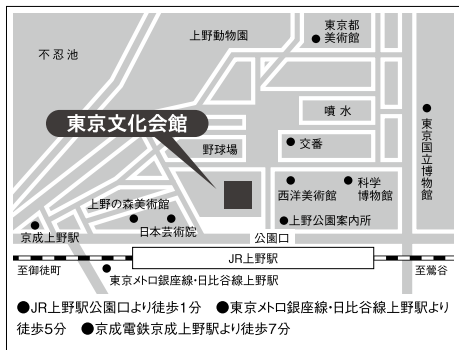 東京都
美術館
上野動物園
不忍池
噴水
東京文化会館
東京国立博物館
交番
野球場
西洋美術館
科学
博物館
上野の森美術館
日本芸術院
上野公園案内所
京成上野駅
公園口
JR上野駅
至御徒町
至鶯谷
東京メトロ銀座線・日比谷線上野駅
●JR上野駅公園口より徒歩1分 ●東京メトロ銀座線・日比谷線上野駅より
徒歩5分 ●京成電鉄京成上野駅より徒歩7分